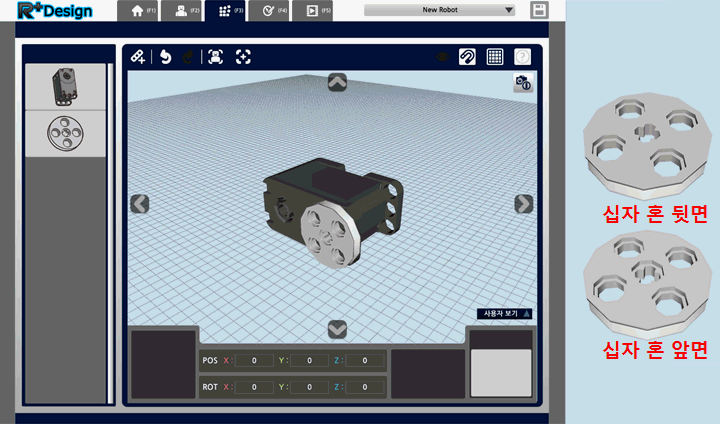 R+Design
(F1)
(F2)
(F3)
(F4)
(F5)
New Robot
사용자 보기
POS X: 0 Y: 0 Z: 0
ROT X: 0 Y: 0 Z: 0
십자 혼 뒷면
십자 혼 앞면